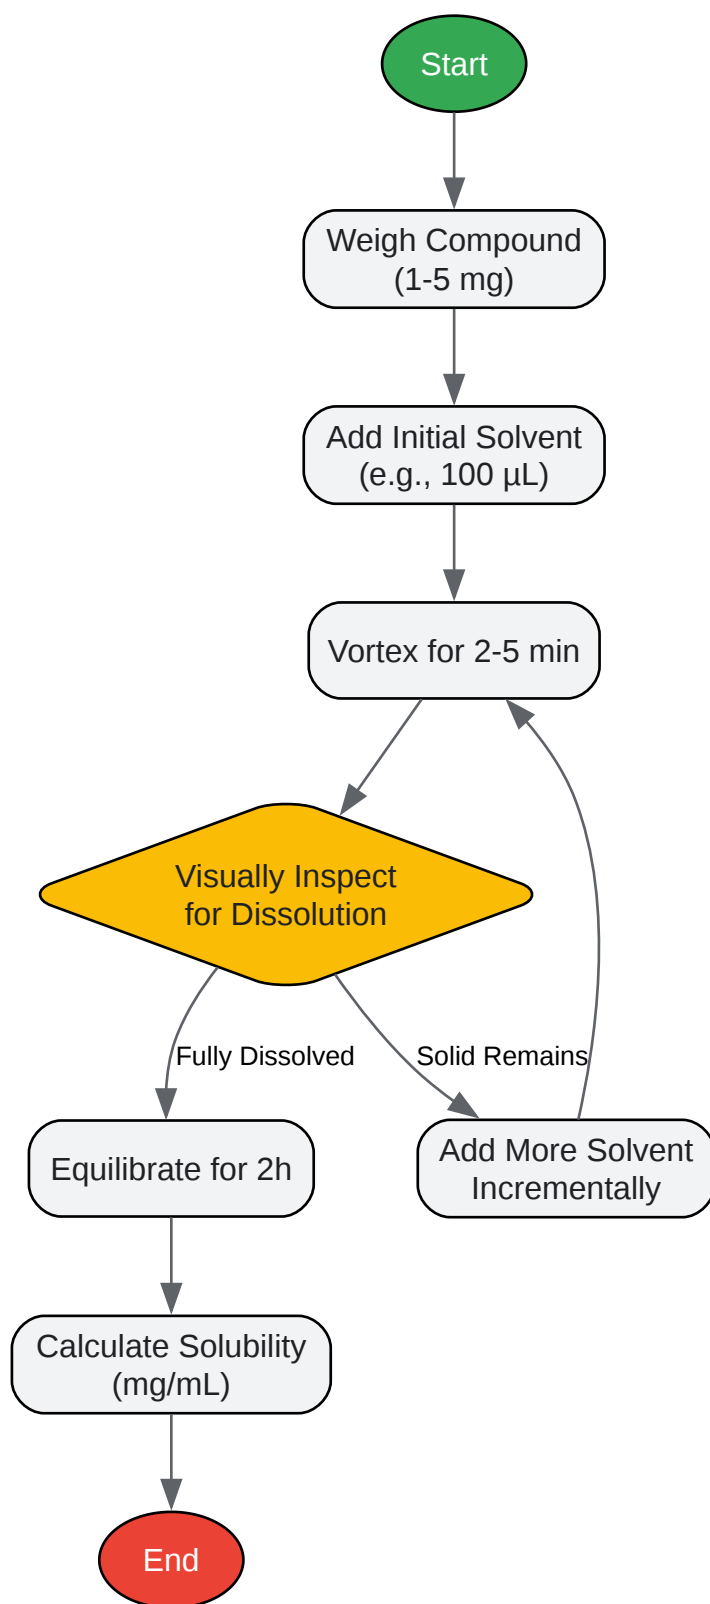 Start
Weigh Compound
(1-5 mg)
Add Initial Solvent
(e.g., 100 µL)
Vortex for 2-5 min
Visually Inspect
for Dissolution
Fully Dissolved
Solid Remains
Equilibrate for 2h
Add More Solvent
Incrementally
Calculate Solubility
(mg/mL)
End